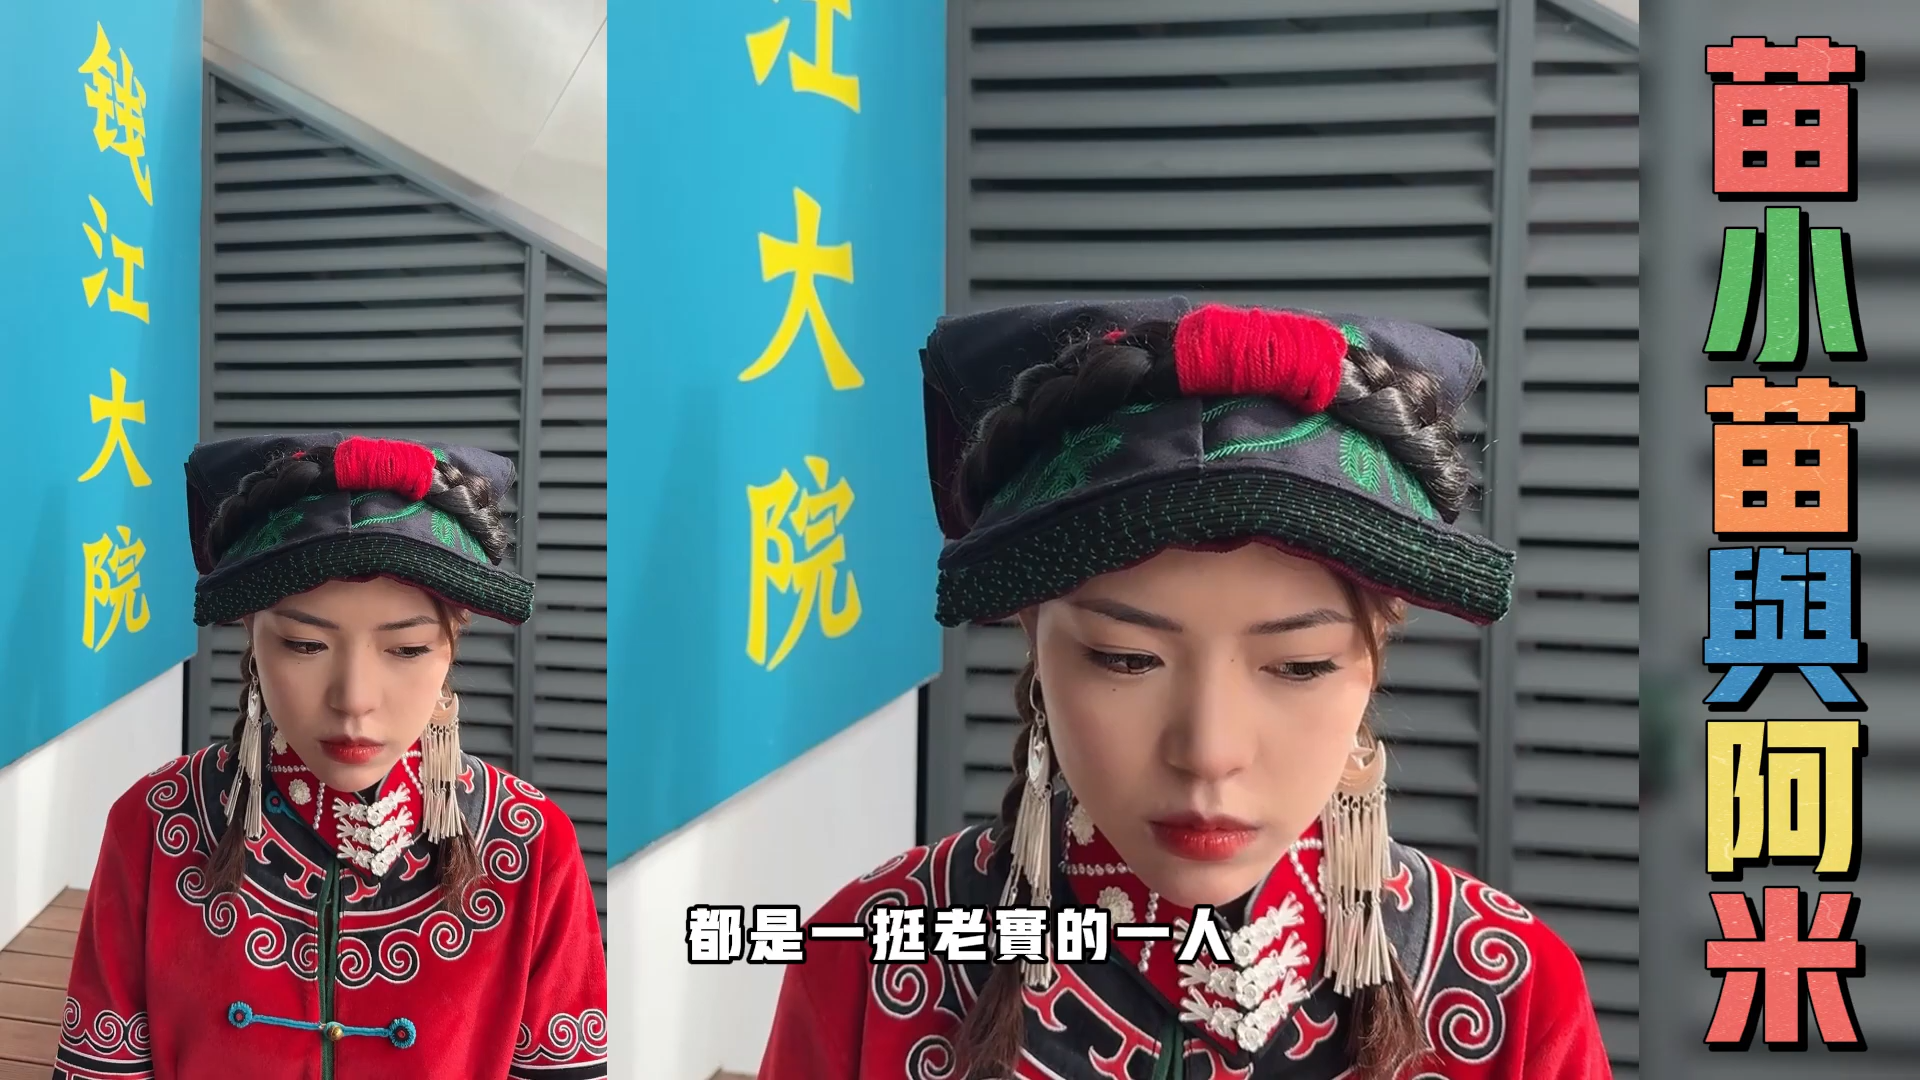 钱江大院
江大院
都是一挺老實的一人
苗小苗與阿米